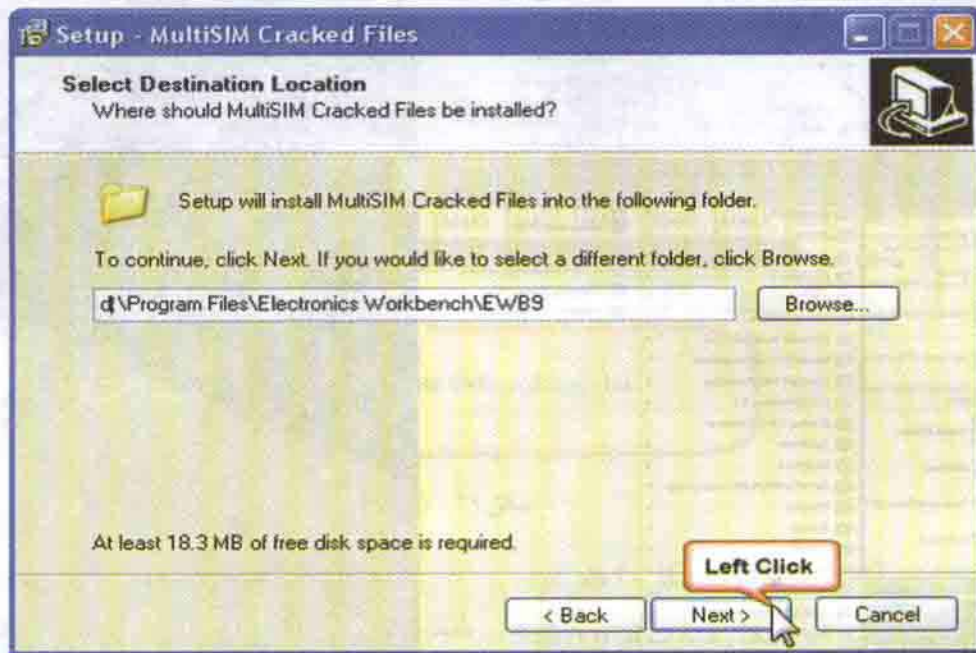 Setup - MultiSIM Cracked Files
Select Destination Location
Where should MultiSIM Cracked Files be installed?
Setup will install MultiSIM Cracked Files into the following folder.
To continue, click Next. If you would like to select a different folder, click Browse.
d:\Program Files\Electronics Workbench\EWB9
Browse...
At least 18.3 MB of free disk space is required.
Left Click
< Back
Next >
Cancel